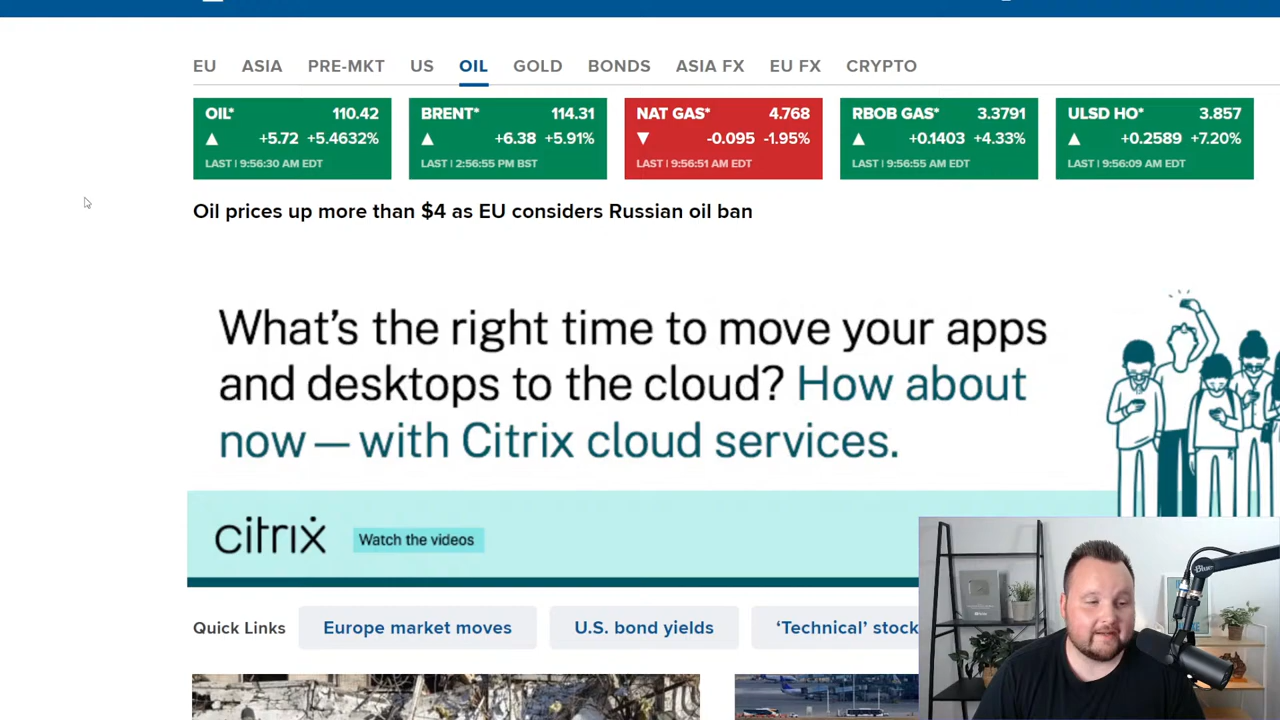 EU ASIA PRE-MKT US OIL GOLD BONDS ASIA FX EU FX CRYPTO
OIL* 110.42
▲ +5.72 +5.4632%
LAST | 9:56:30 AM EDT
BRENT* 114.31
▲ +6.38 +5.91%
LAST | 2:56:55 PM BST
NAT GAS* 4.768
▼ -0.095 -1.95%
LAST | 9:56:51 AM EDT
RBOB GAS* 3.3791
▲ +0.1403 +4.33%
LAST | 9:56:55 AM EDT
ULSD HO* 3.857
▲ +0.2589 +7.20%
LAST | 9:56:09 AM EDT
Oil prices up more than $4 as EU considers Russian oil ban
What's the right time to move your apps
and desktops to the cloud? How about
now—with Citrix cloud services.
citrix Watch the videos
Quick Links Europe market moves U.S. bond yields ‘Technical’ stock
Blue